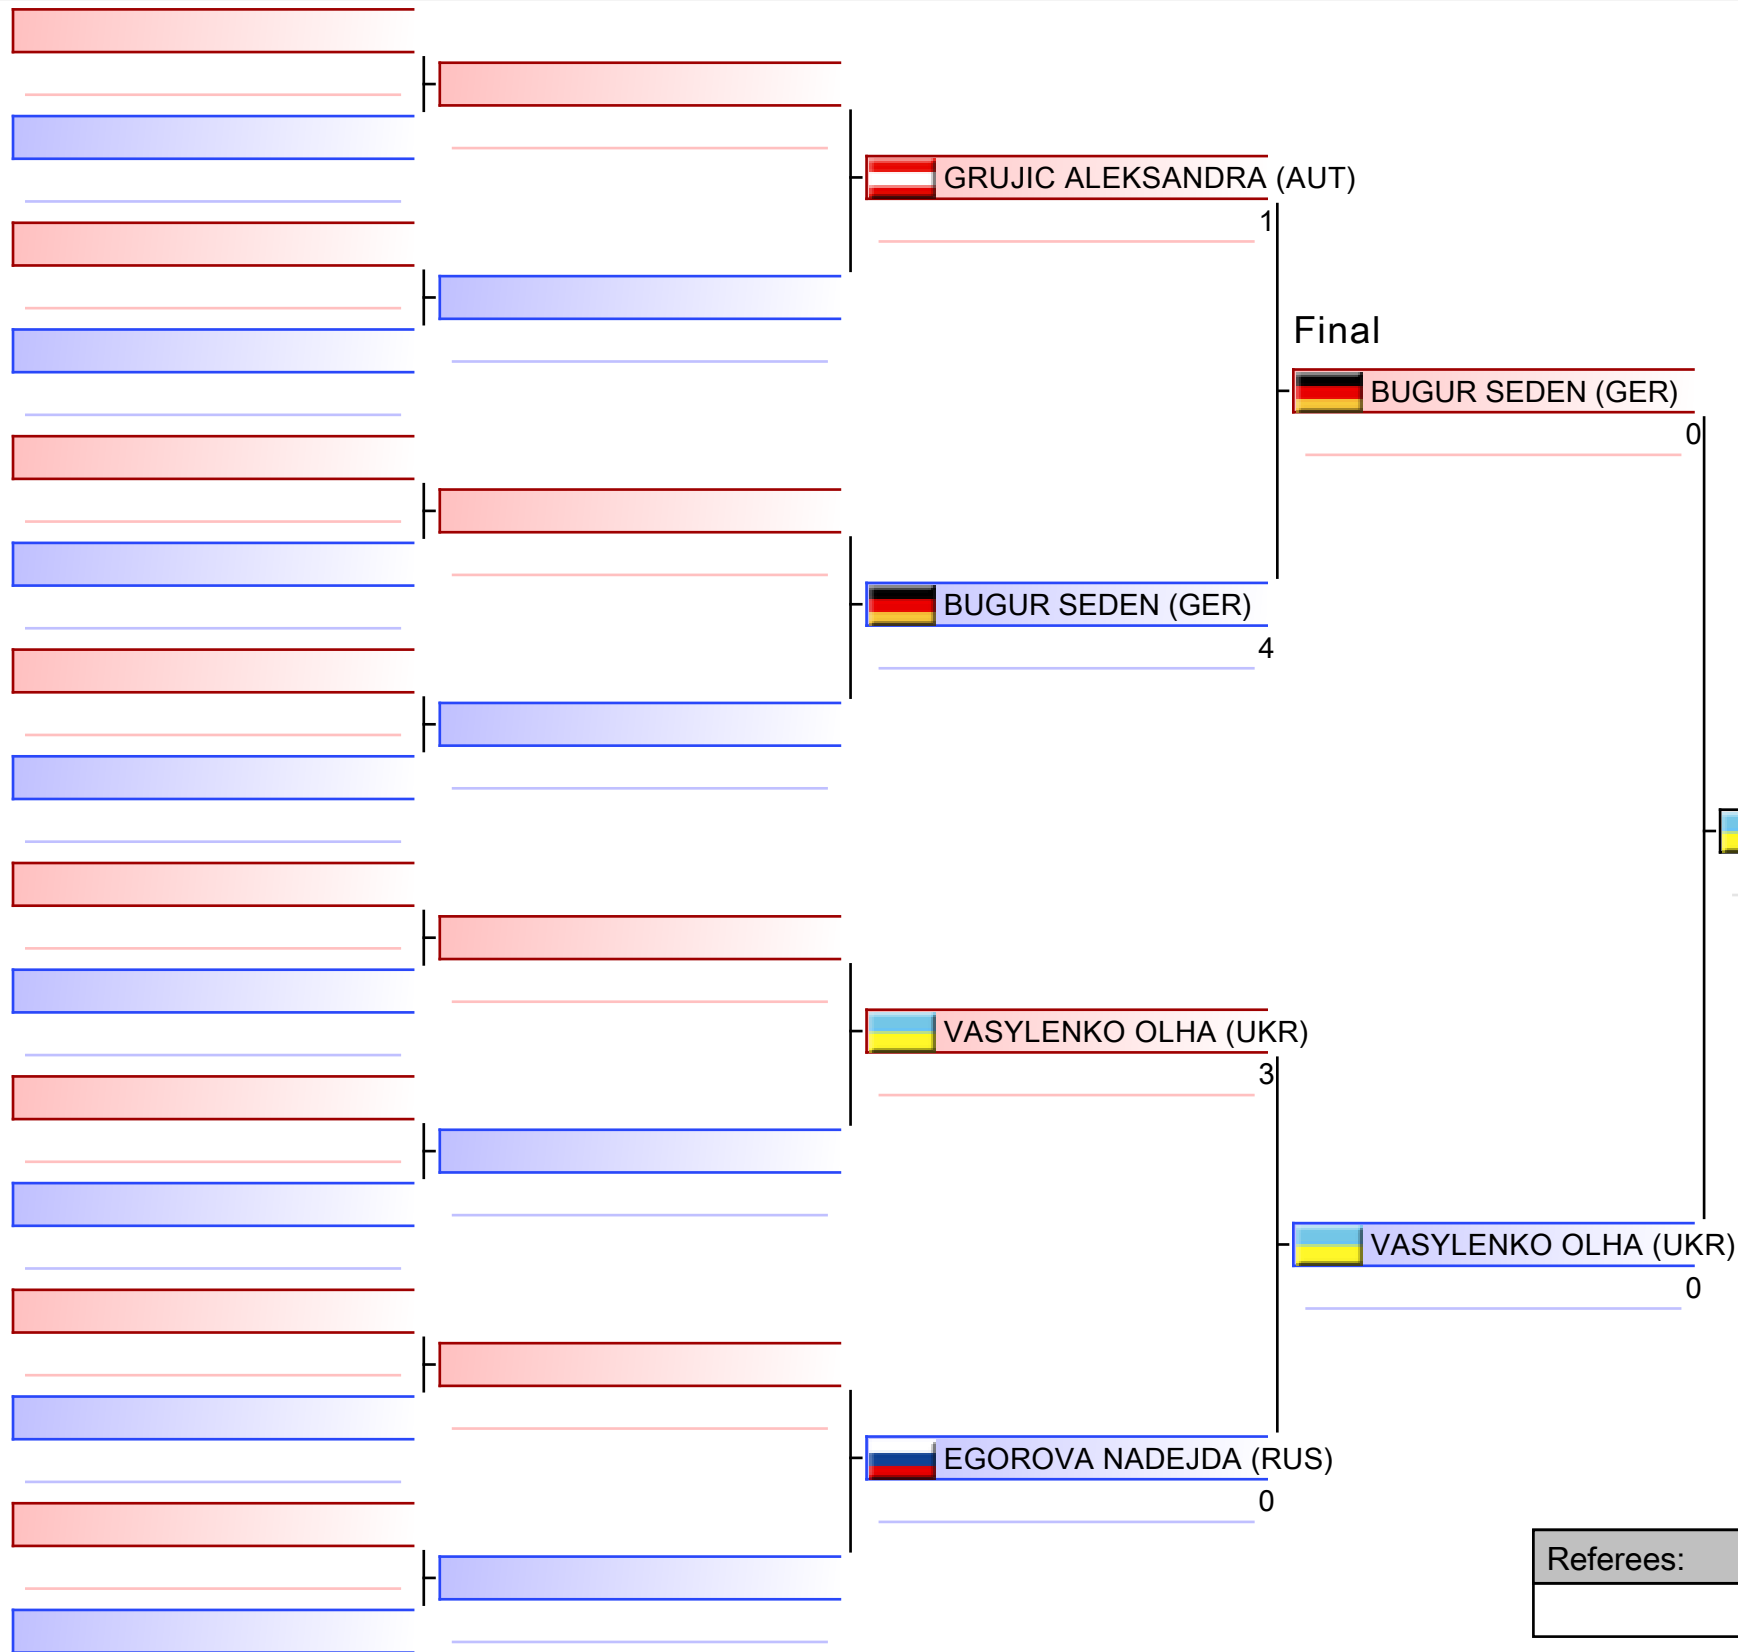 GRUJIC ALEKSANDRA (AUT)
1
Final
BUGUR SEDEN (GER)
0
BUGUR SEDEN (GER)
4
VASYLENKO OLHA (UKR)
3
VASYLENKO OLHA (UKR)
0
EGOROVA NADEJDA (RUS)
0
Referees: